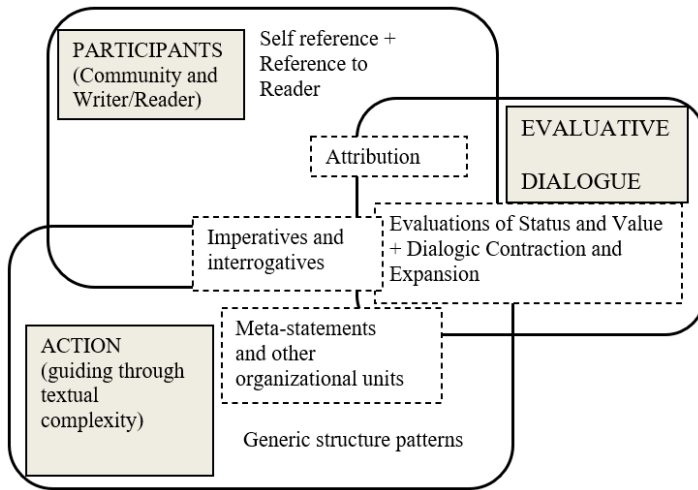 PARTICIPANTS
(Community and
Writer/Reader)
Self reference +
Reference to
Reader
EVALUATIVE
DIALOGUE
Attribution
Imperatives and
interrogatives
Evaluations of Status and Value
+ Dialogic Contraction and
Expansion
Meta-statements
and other
organizational units
ACTION
(guiding through
textual
complexity)
Generic structure patterns